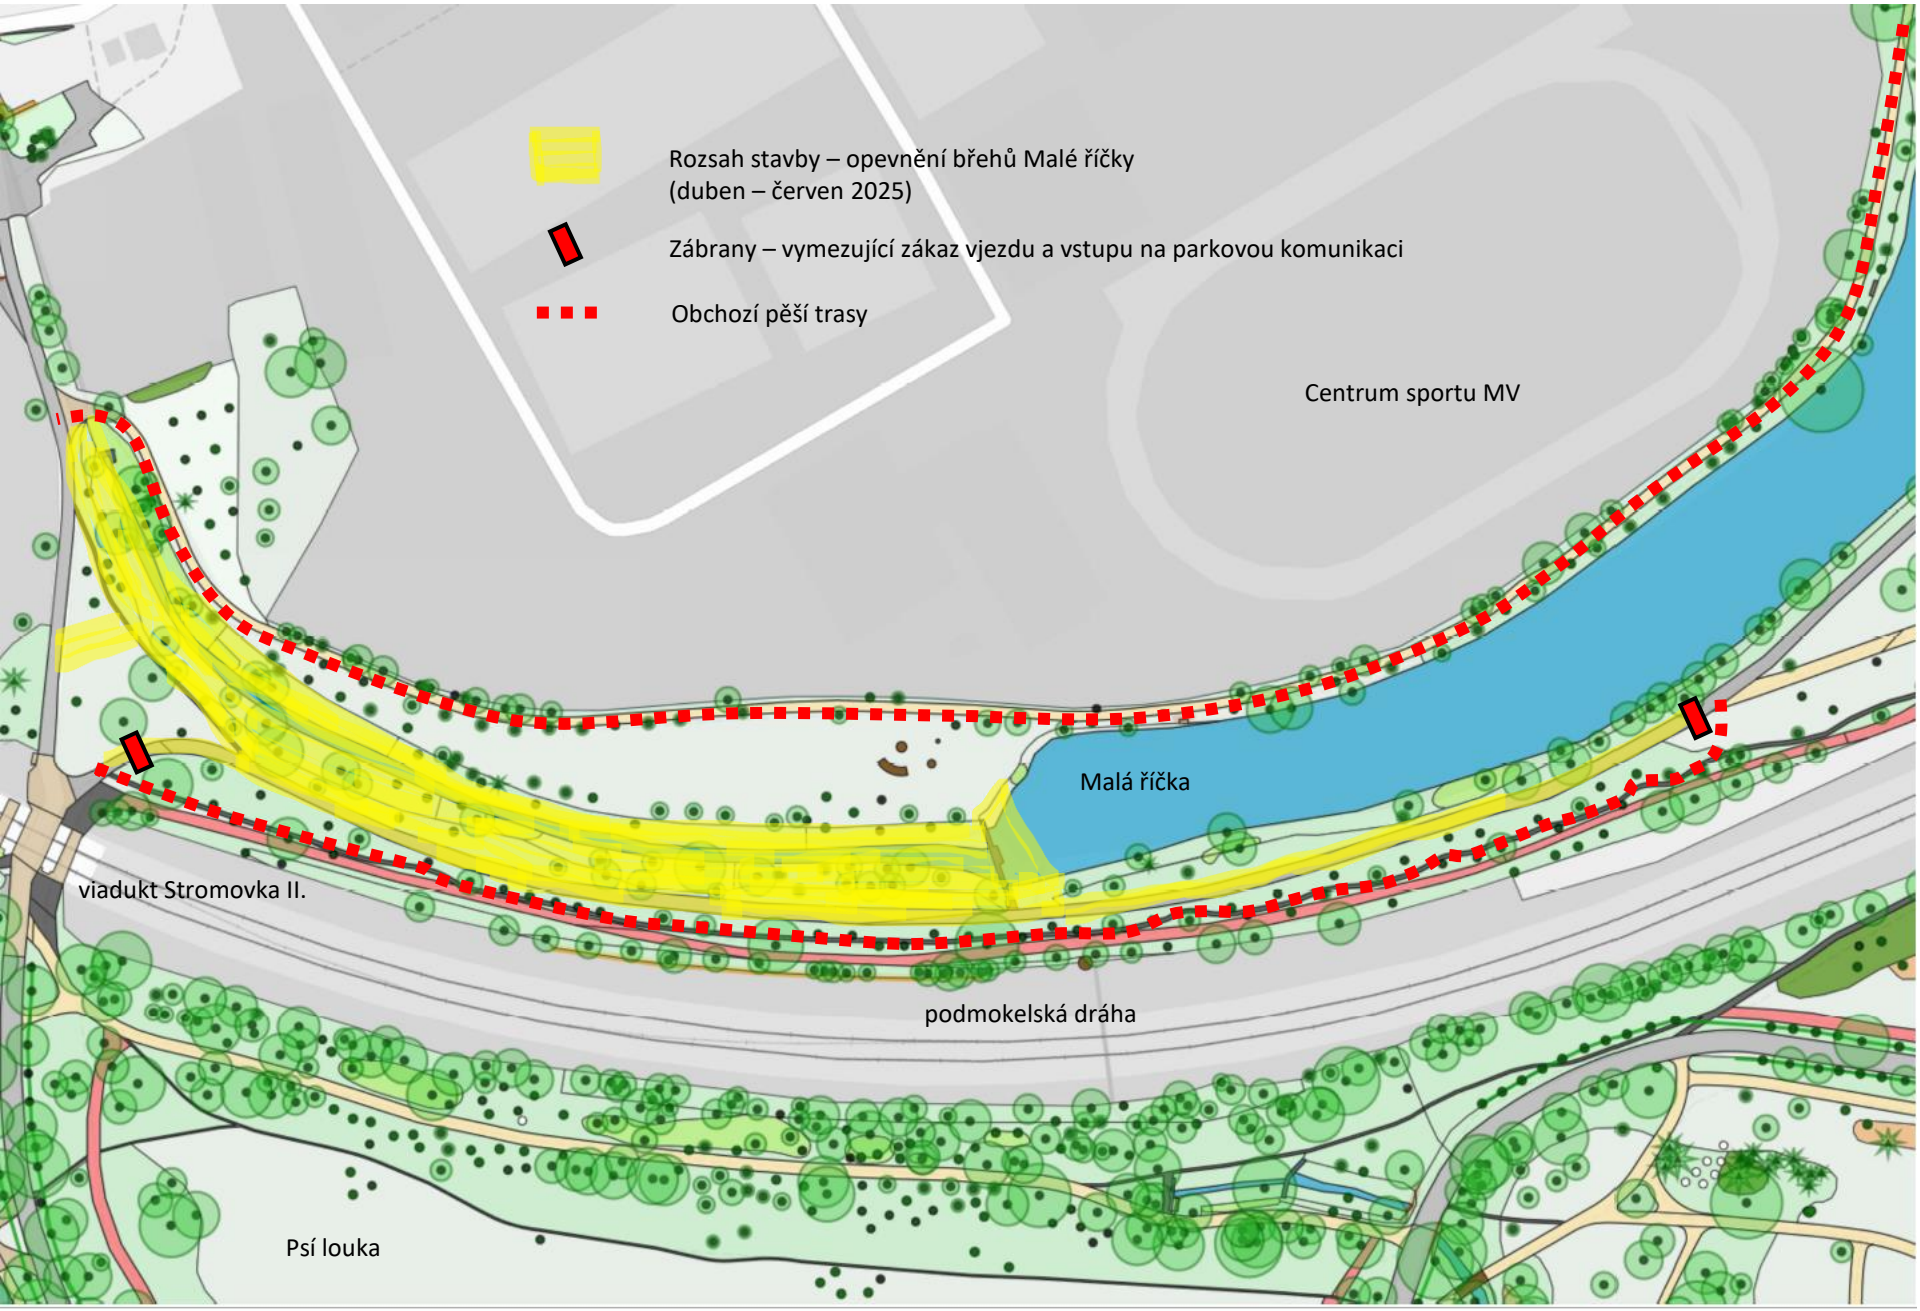 Rozsah stavby – opevnění břehů Malé říčky
(duben – červen 2025)
Zábrany – vymezující zákaz vjezdu a vstupu na parkovou komunikaci
Obchozí pěší trasy
Centrum sportu MV
Malá říčka
viadukt Stromovka II.
podmokelská dráha
Psí louka